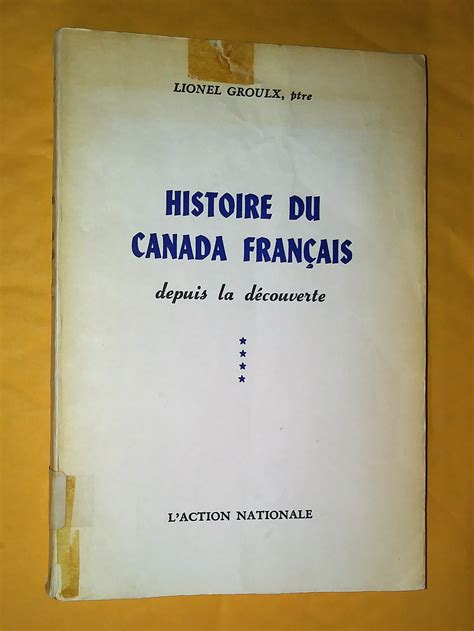 LIONEL GROULX, ptre
HISTOIRE DU
CANADA FRANÇAIS
depuis la découverte
L'ACTION NATIONALE